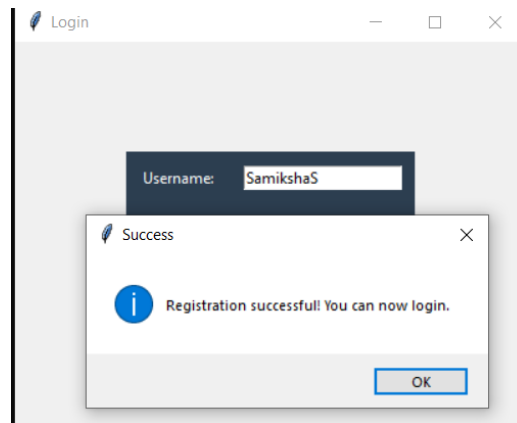 Login
Username: SamikshaS
Success
Registration successful! You can now login.
OK